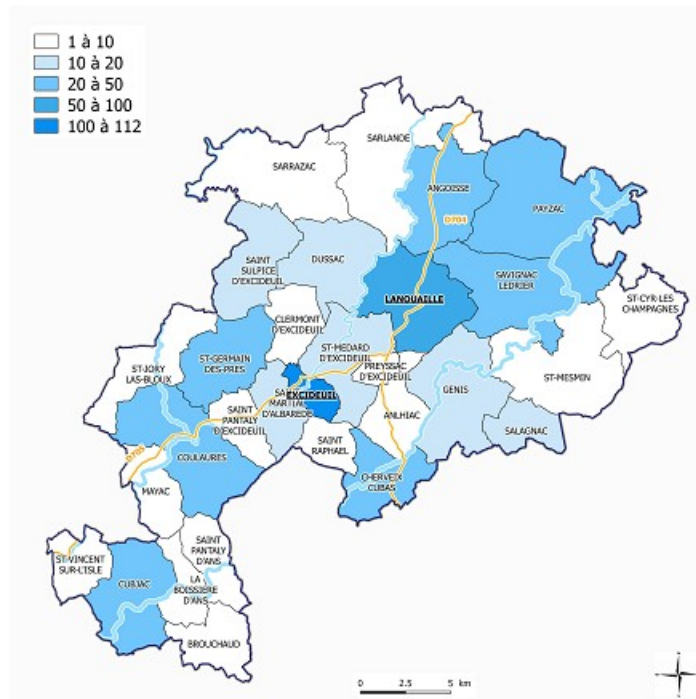 1 à 10
10 à 20
20 à 50
50 à 100
100 à 112
SARLANDE
SARRAZAC
ANGOISSE
PAYZAC
D704
SAINT
SULPICE
D'EXCIDEUIL
DUSSAC
SAVIGNAC
LEDRIER
LANOUAILLE
ST-CYR-LES
CHAMPAGNES
CLERMONT
D'EXCIDEUIL
ST-MEDARD
D'EXCIDEUIL
ST-GERMAIN
DES-PRES
ST-JORY
LAS-BLOUX
PREYSSAC
D'EXCIDEUIL
ST-MESMIN
GENIS
EXCIDEUIL
MARTIAL
D'ALBAREDE
SAINT
PANTALY
D'EXCIDEUIL
ANLHIAC
SALAGNAC
SAINT
RAPHAEL
D705
COULAURES
CHERVEIX
CUBAS
MAYAC
SAINT
PANTALY
D'ANS
ST-VINCENT
SUR-L'ISLE
CUBJAC
LA
BOISSIERE
D'ANS
BROUCHAUD
0 2.5 5 km